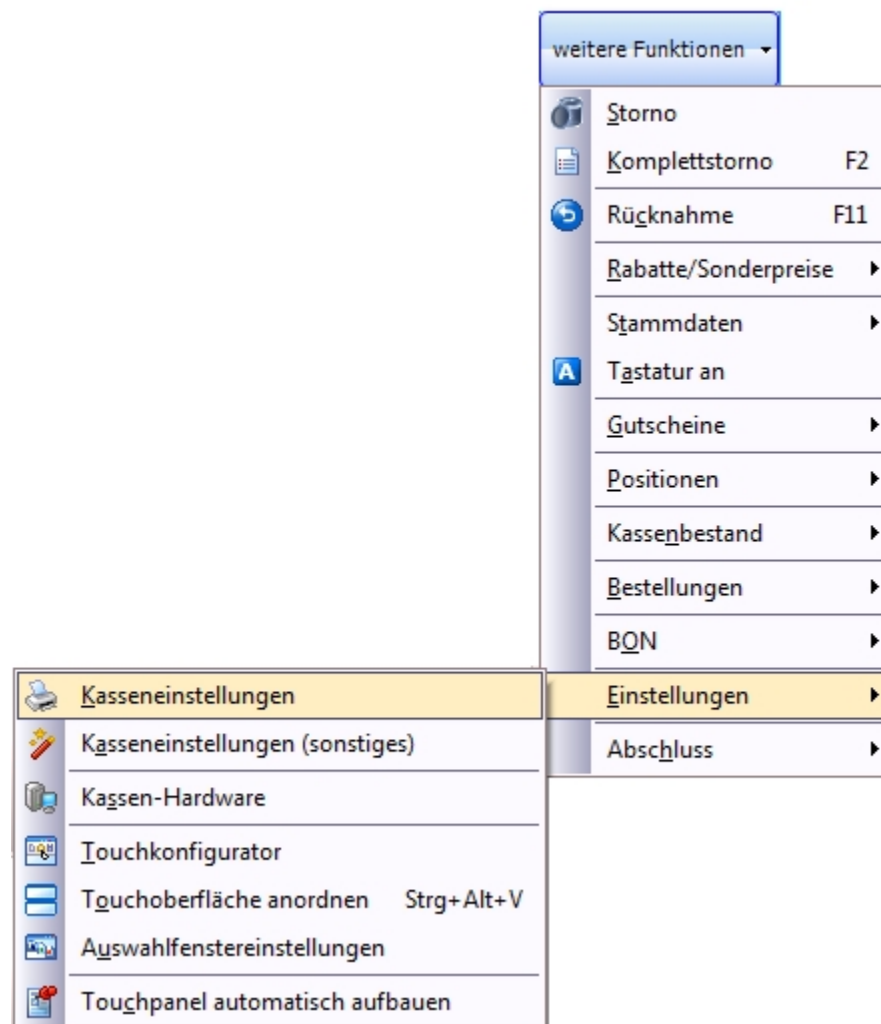 weitere Funktionen
Storno
Komplettstorno F2
Rücknahme F11
Rabatte/Sonderpreise
Stammdaten
Tastatur an
Gutscheine
Positionen
Kassenbestand
Bestellungen
BON
Einstellungen
Abschluss
Kasseneinstellungen
Kasseneinstellungen (sonstiges)
Kassen-Hardware
Touchkonfigurator
Touchoberfläche anordnen Strg+Alt+V
Auswahlfenstereinstellungen
Touchpanel automatisch aufbauen